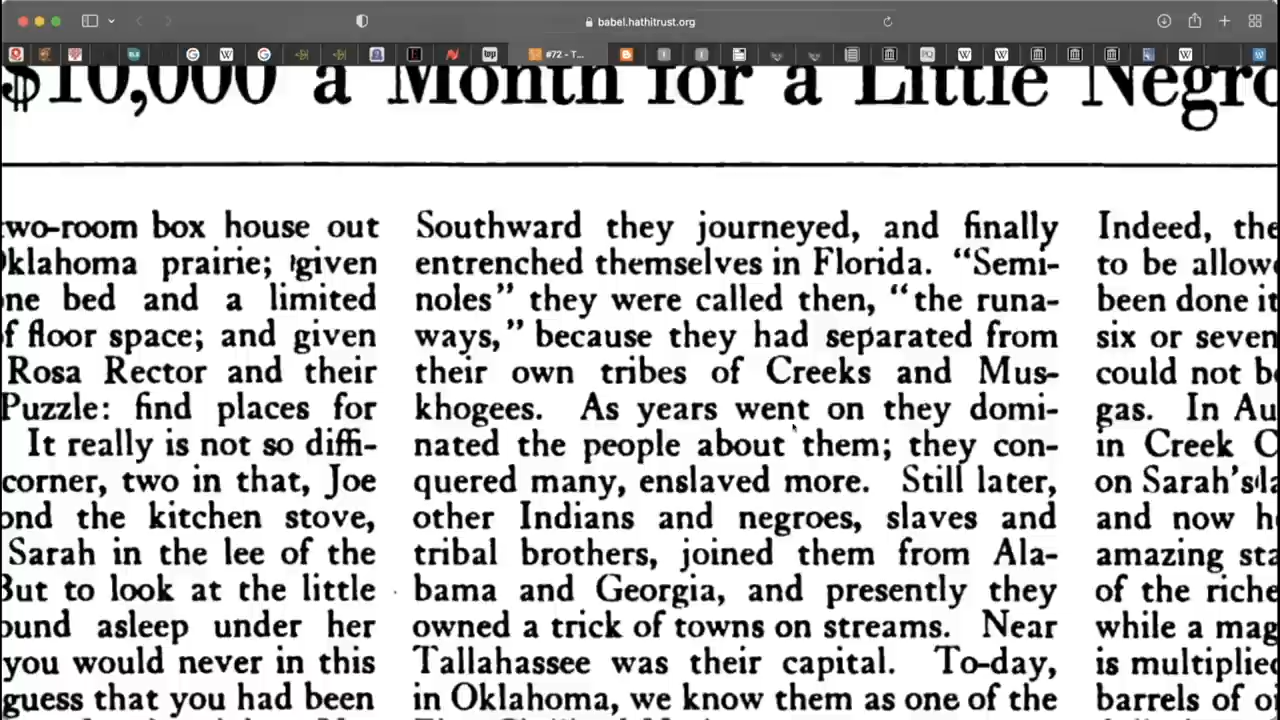 babel.hathitrust.org
#72 - T...
$10,000 a Month for a Little Negro
two-room box house out
Oklahoma prairie; given
one bed and a limited
of floor space; and given
Rosa Rector and their
Puzzle: find places for
It really is not so diffi-
corner, two in that, Joe
ond the kitchen stove,
Sarah in the lee of the
But to look at the little
ound asleep under her
you would never in this
guess that you had been
Southward they journeyed, and finally
entrenched themselves in Florida. “Semi-
noles” they were called then, “the runa-
ways,” because they had separated from
their own tribes of Creeks and Mus-
khogees. As years went on they domi-
nated the people about them; they con-
quered many, enslaved more. Still later,
other Indians and negroes, slaves and
tribal brothers, joined them from Ala-
bama and Georgia, and presently they
owned a trick of towns on streams. Near
Tallahassee was their capital. To-day,
in Oklahoma, we know them as one of the
Indeed, the
to be allow
been done it
six or seven
could not b
gas. In Au
in Creek C
on Sarah's la
and now h
amazing sta
of the riche
while a mag
is multiplie
barrels of o